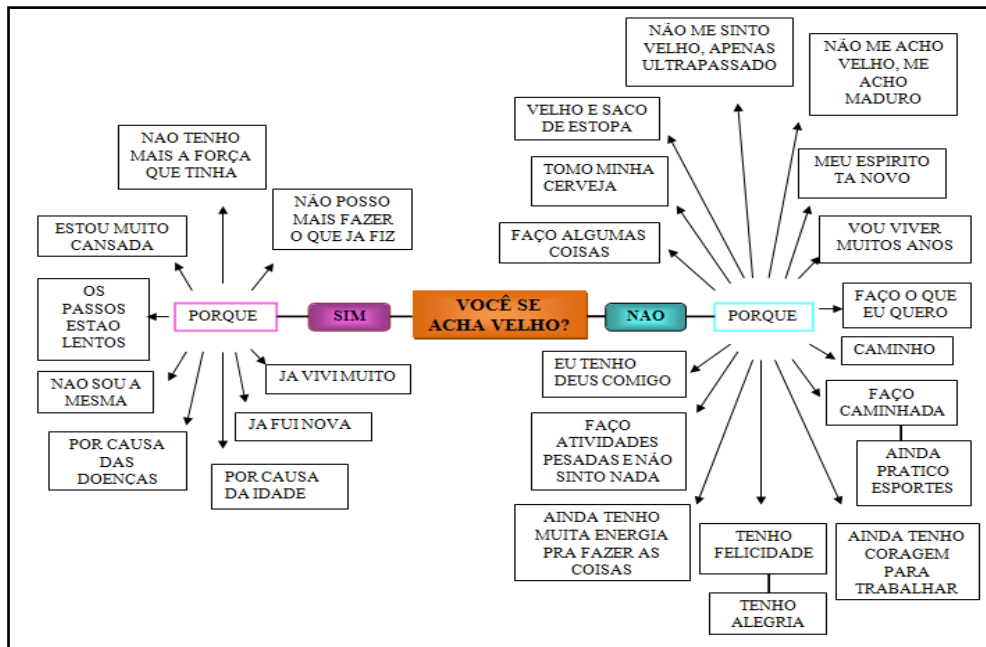 NÃO ME SINTO
VELHO, APENAS
ULTRAPASSADO
NÃO ME ACHO
VELHO, ME
ACHO
MADURO
VELHO E SACO
DE ESTOPA
NAO TENHO
MAIS A FORÇA
QUE TINHA
TOMO MINHA
CERVEJA
MEU ESPÍRITO
TA NOVO
NÃO POSSO
MAIS FAZER
O QUE JA FIZ
ESTOU MUITO
CANSADA
FAÇO ALGUMAS
COISAS
VOU VIVER
MUITOS ANOS
OS
PASSOS
ESTAO
LENTOS
PORQUE
SIM
VOCÊ SE
ACHA VELHO?
NAO
PORQUE
FAÇO O QUE
EU QUERO
CAMINHO
EU TENHO
DEUS COMIGO
JA VIVI MUITO
NAO SOU A
MESMA
FAÇO
CAMINHADA
JA FUI NOVA
FAÇO
ATIVIDADES
PESADAS E NÃO
SINTO NADA
POR CAUSA
DAS
DOENÇAS
AINDA
PRATICO
ESPORTES
POR CAUSA
DA IDADE
AINDA TENHO
MUITA ENERGIA
PRA FAZER AS
COISAS
TENHO
FELICIDADE
AINDA TENHO
CORAGEM
PARA
TRABALHAR
TENHO
ALEGRIA